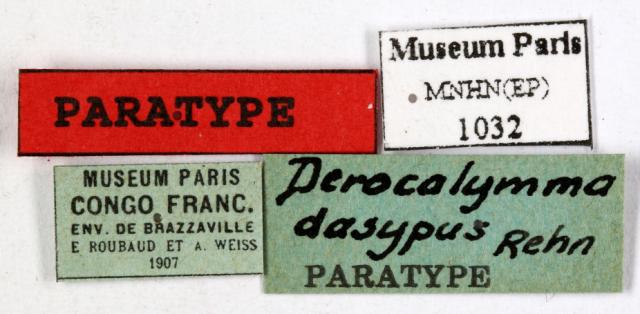 PARATYPE
Museum Paris
MNHN(EP)
1032
MUSEUM PARIS
CONGO FRANC.
ENV. DE BRAZZAVILLE
E ROUBAUD ET A. WEISS
1907
Derocalymma
dasypus Rehn
PARATYPE